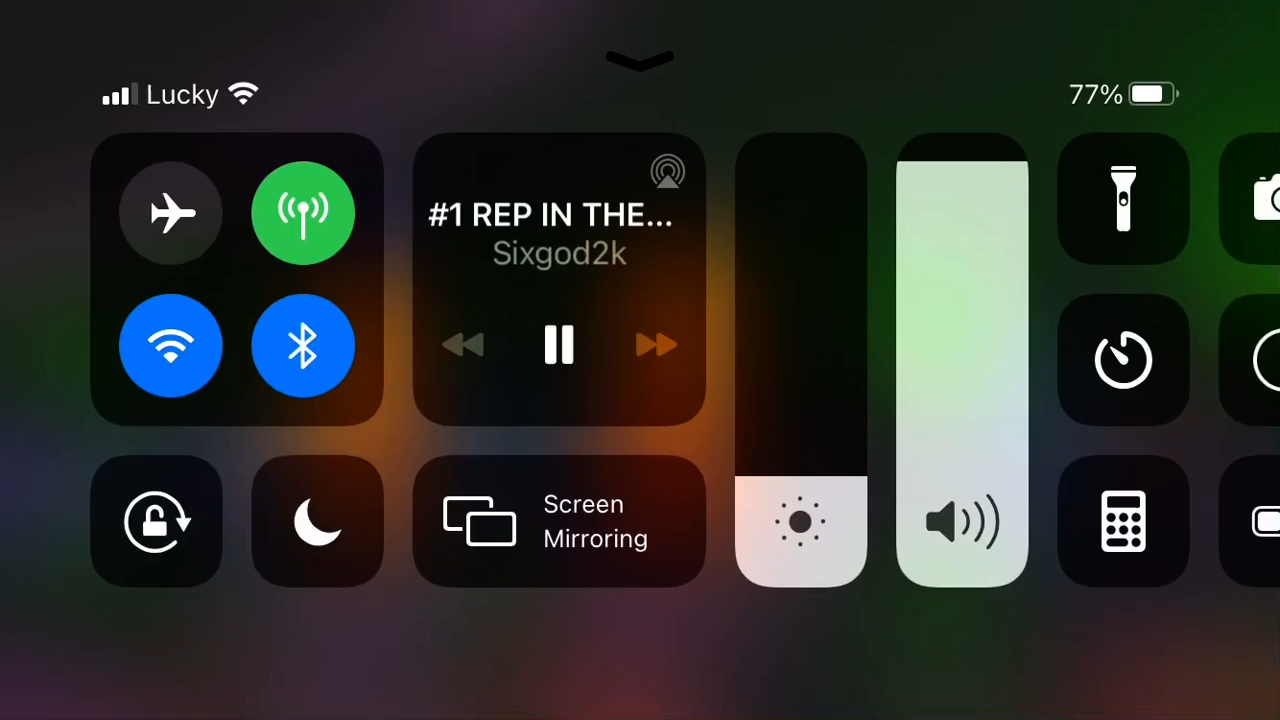 Lucky
77%
#1 REP IN THE...
Sixgod2k
Screen
Mirroring